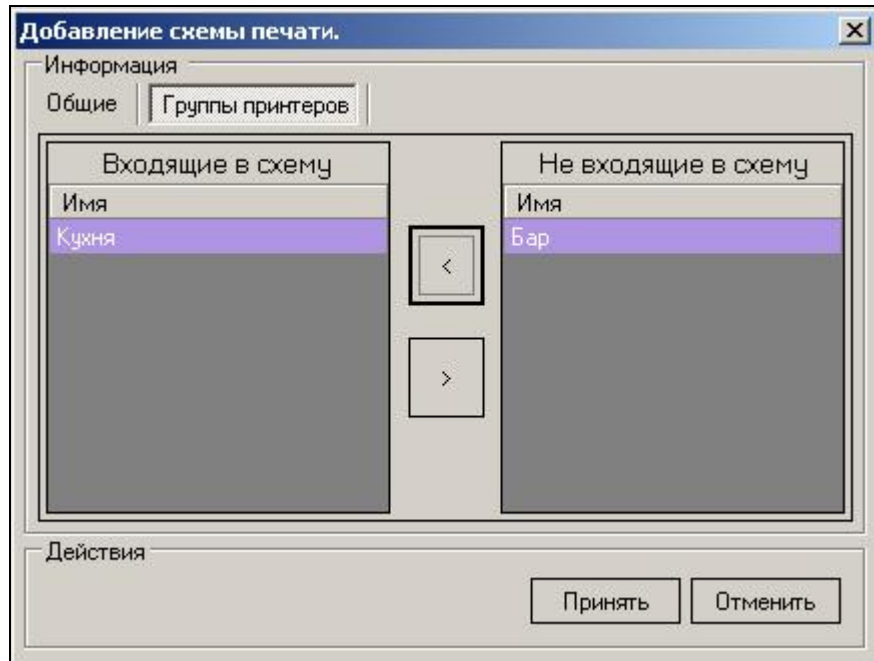 Добавление схемы печати.
Информация
Общие Группы принтеров
Входящие в схему Не входящие в схему
Имя Имя
Кухня Бар
<
>
Действия
Принять Отменить